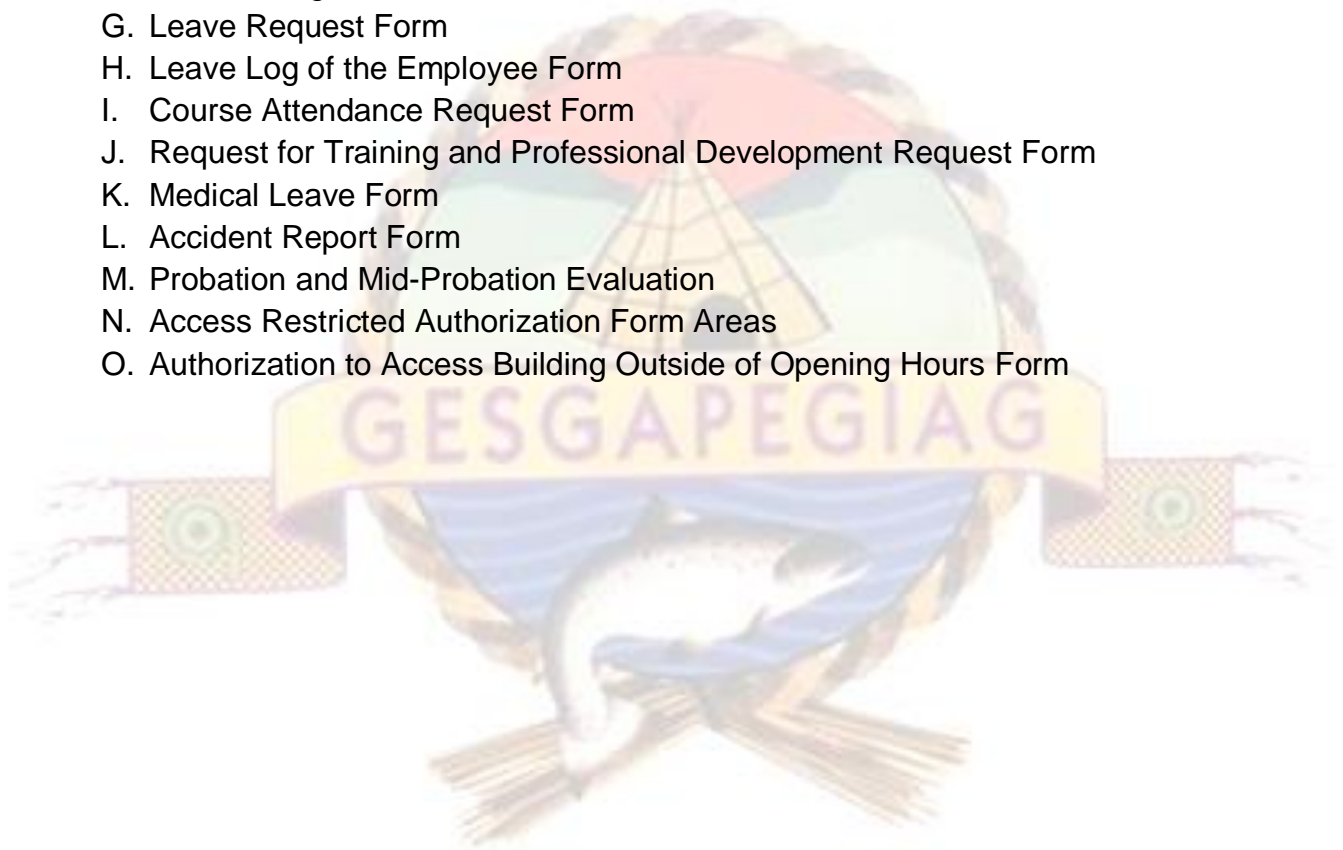 G. Leave Request Form
H. Leave Log of the Employee Form
I. Course Attendance Request Form
J. Request for Training and Professional Development Request Form
K. Medical Leave Form
L. Accident Report Form
M. Probation and Mid-Probation Evaluation
N. Access Restricted Authorization Form Areas
O. Authorization to Access Building Outside of Opening Hours Form
GESGAPEGIAG